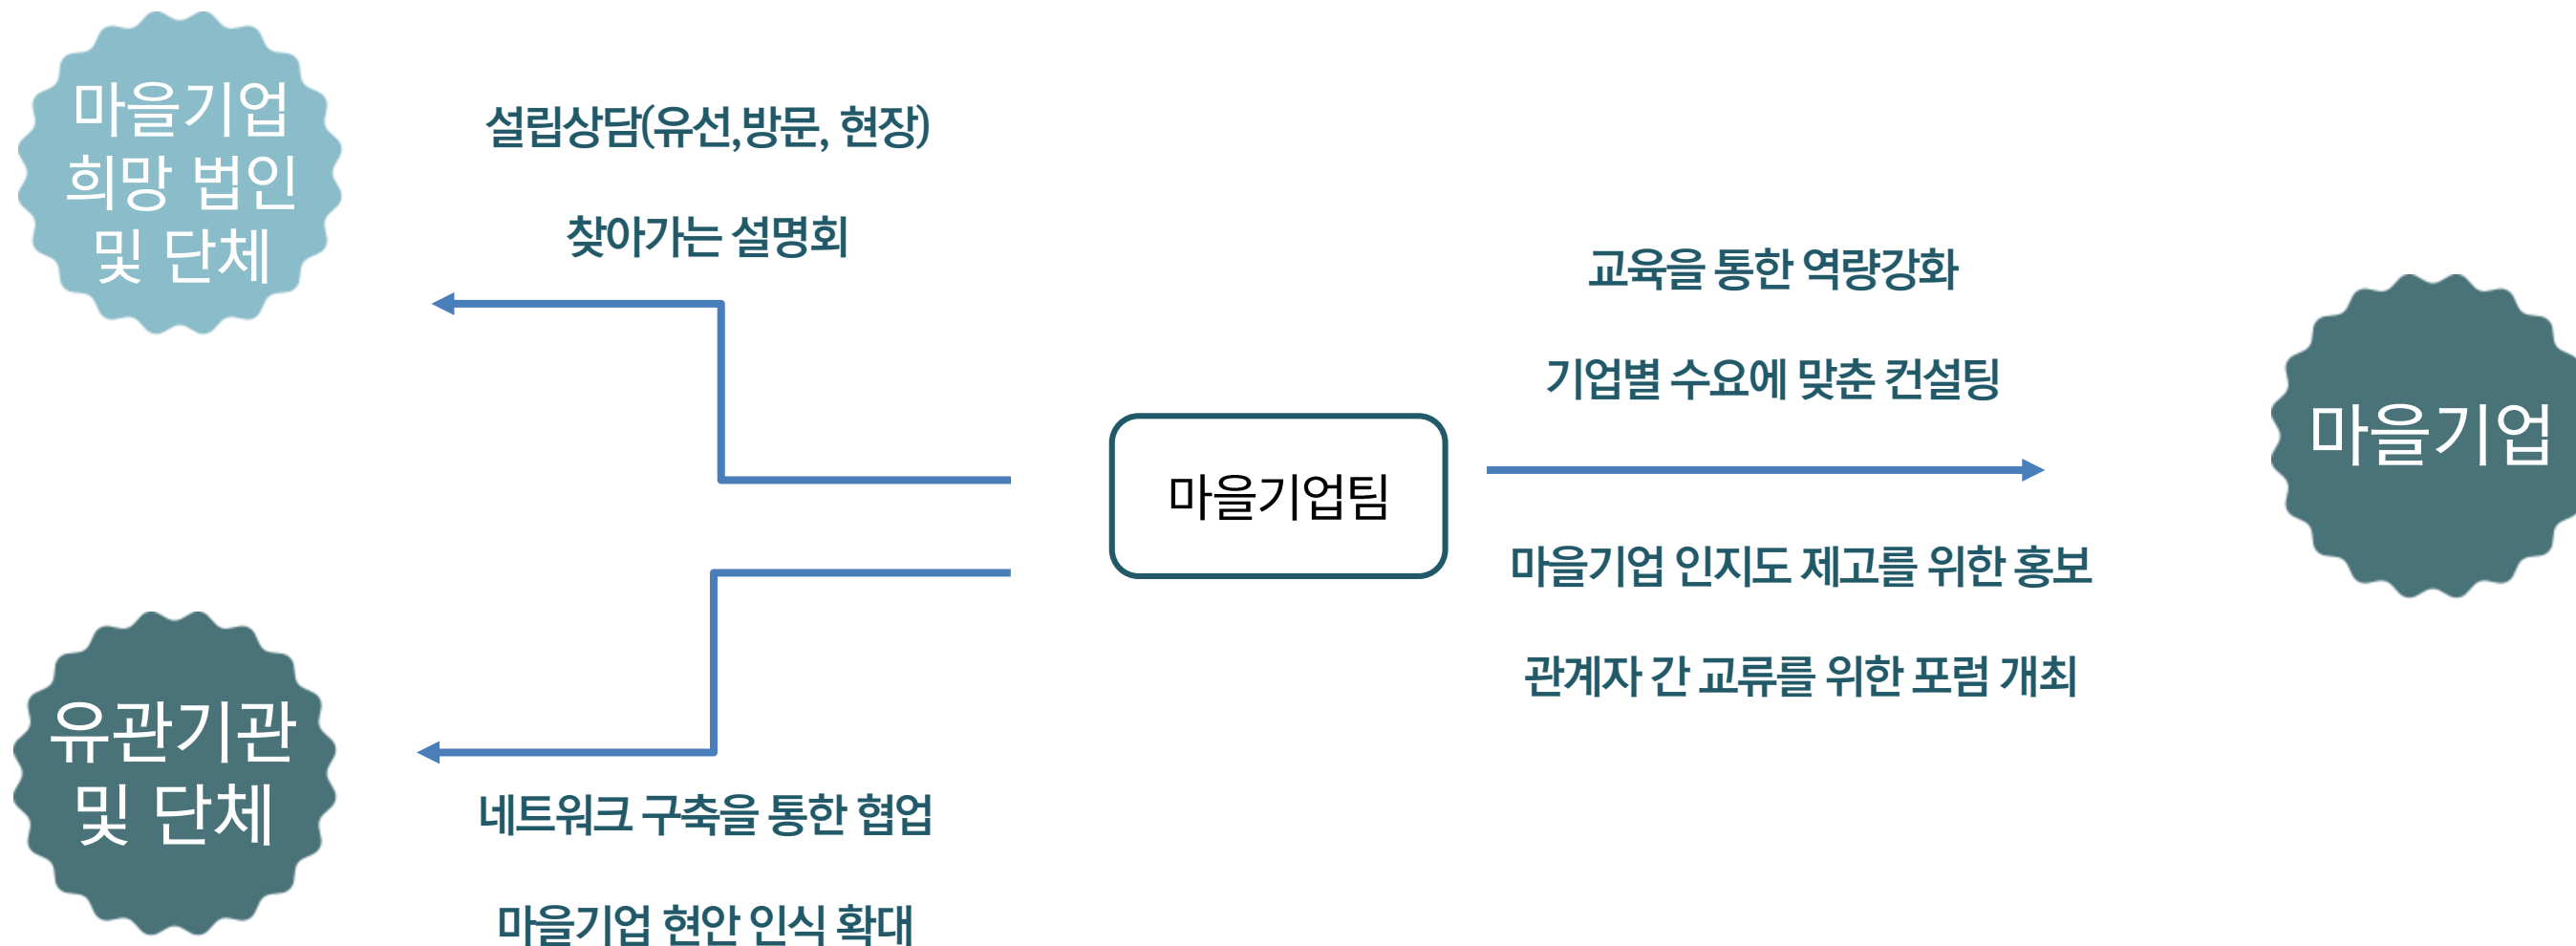 마을기업
희망 법인
및 단체
설립상담(유선,방문, 현장)
찾아가는 설명회
유관기관
및 단체
네트워크 구축을 통한 협업
마을기업 현안 인식 확대
마을기업팀
교육을 통한 역량강화
기업별 수요에 맞춘 컨설팅
마을기업 인지도 제고를 위한 홍보
관계자 간 교류를 위한 포럼 개최
마을기업